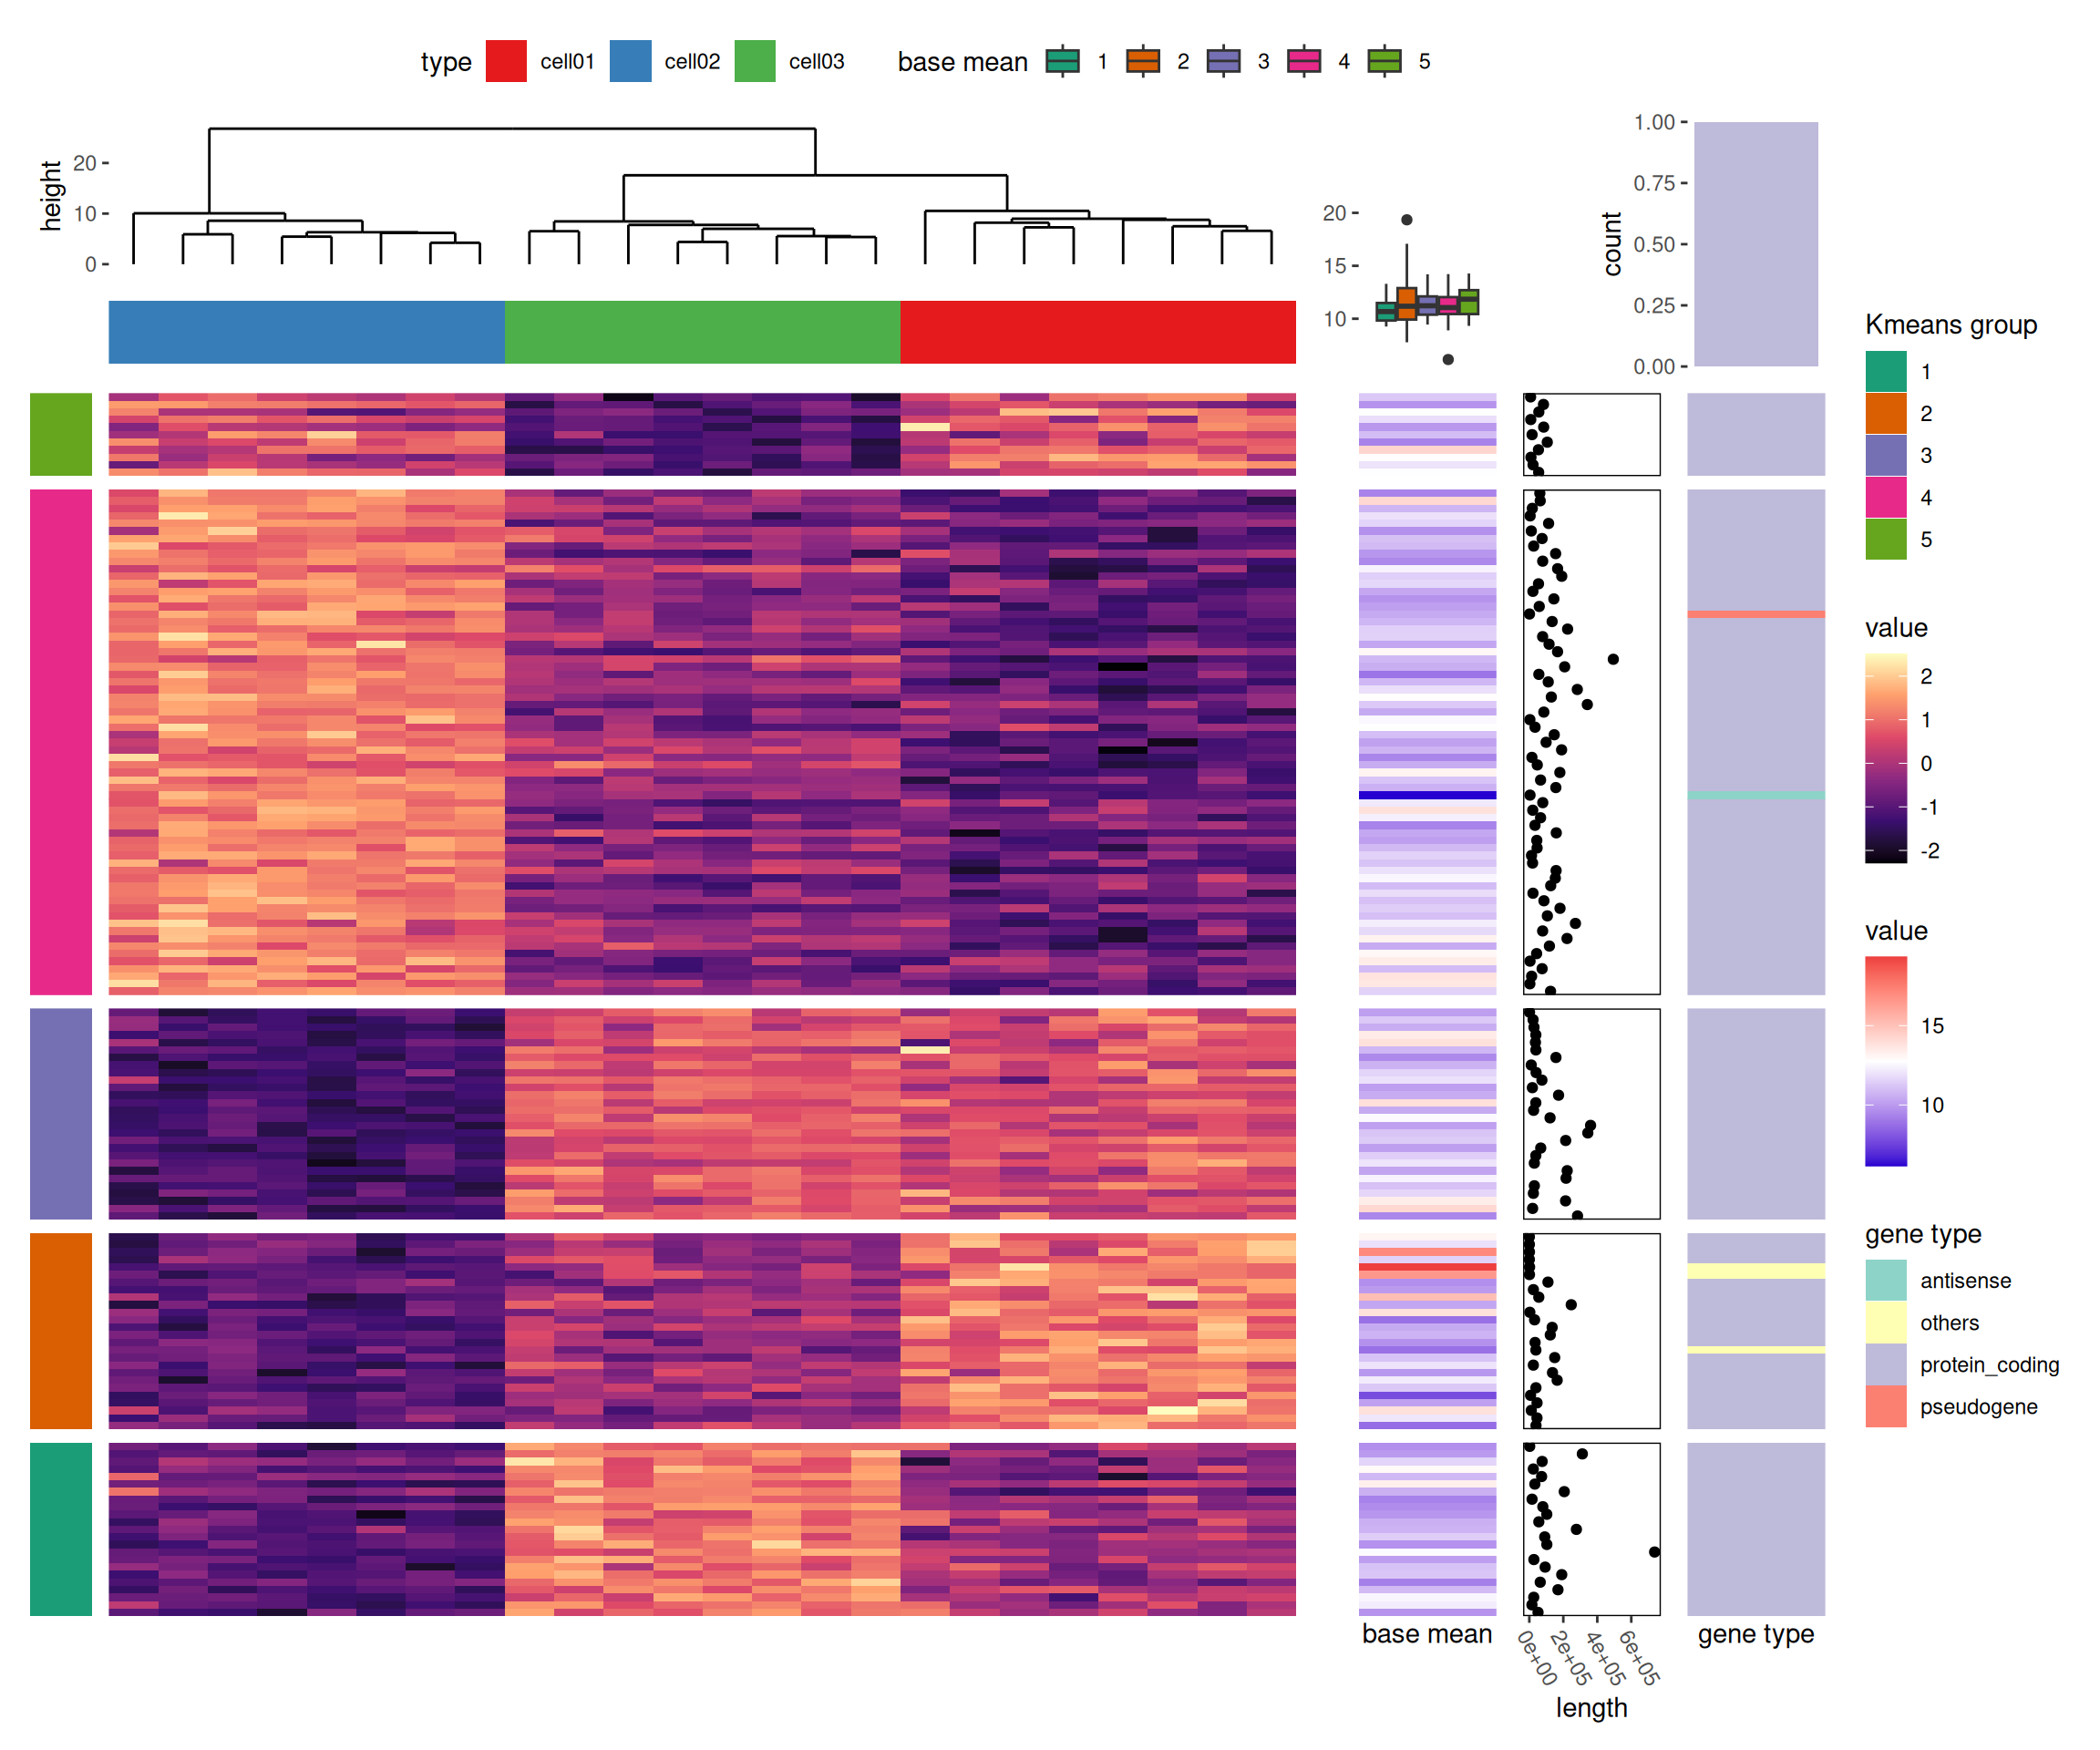 type cell01 cell02 cell03 base mean 1 2 3 4 5
height
20
10
0
20
15
10
count
1.00
0.75
0.50
0.25
0.00
Kmeans group
1
2
3
4
5
value
2
1
0
-1
-2
value
15
10
gene type
antisense
others
protein_coding
pseudogene
base mean
0e+00 2e+05 4e+05 6e+05
length
gene type